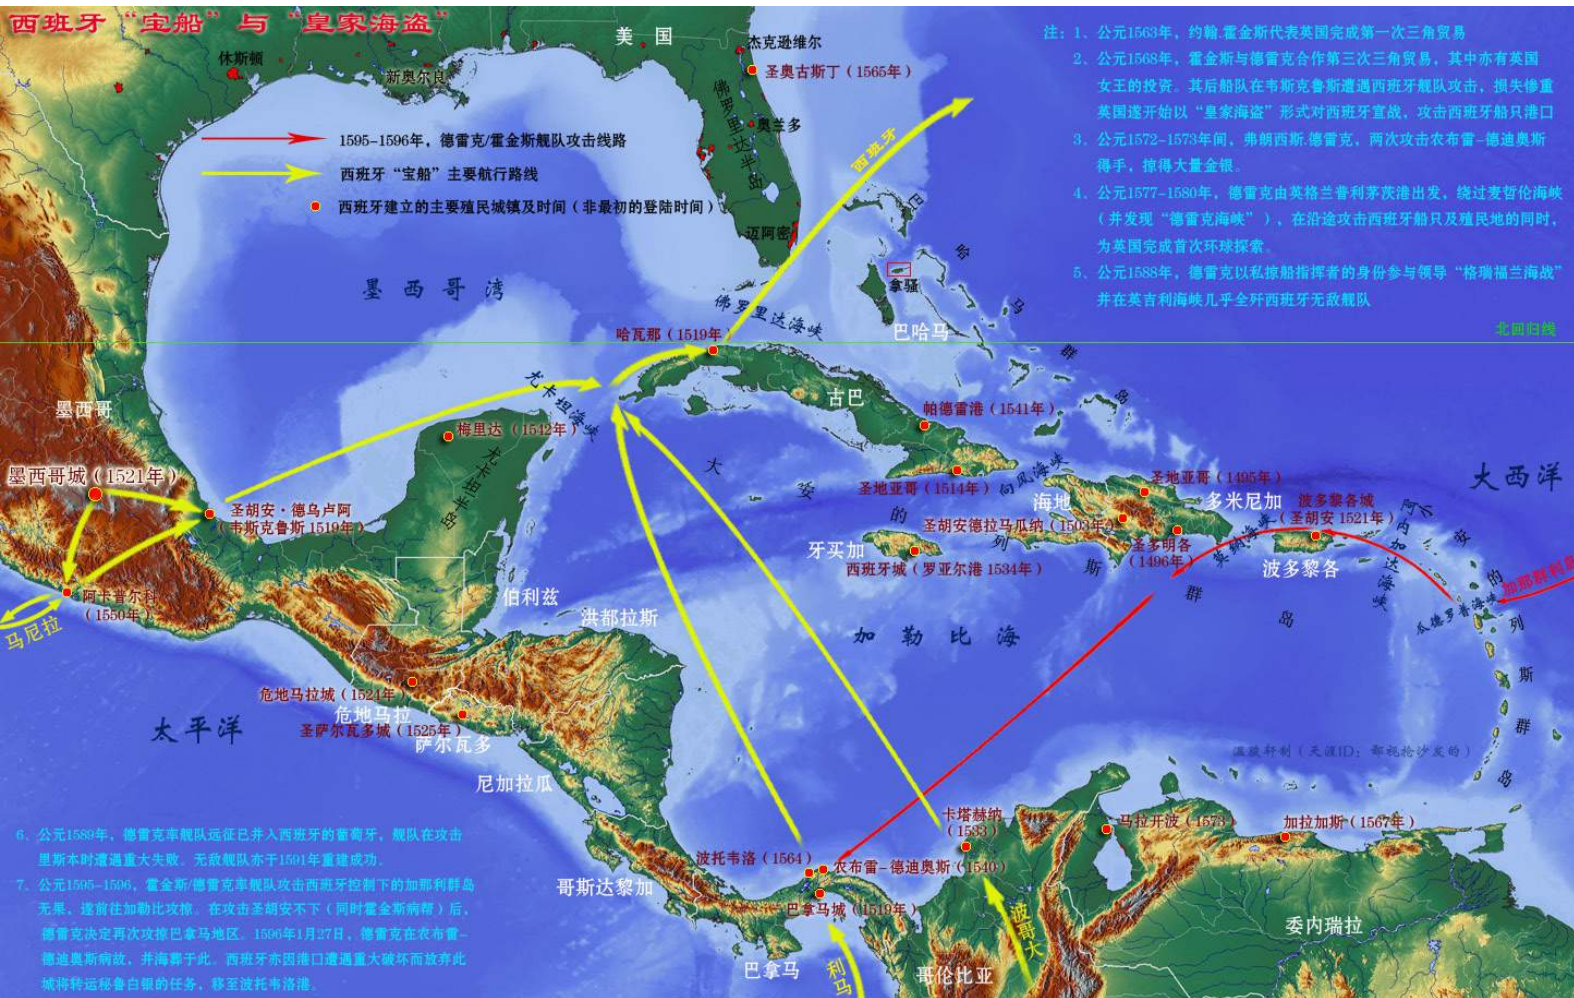 西班牙“宝船”与“皇家海盗”
美 国
休斯顿
新奥尔良
杰克逊维尔
圣奥古斯丁（1565年）
佛罗里达半岛
奥兰多
迈阿密
西班牙
1595-1596年，德雷克/霍金斯舰队攻击线路
西班牙“宝船”主要航行路线
西班牙建立的主要殖民城镇及时间（非最初的登陆时间）
注：1、公元1563年，约翰.霍金斯代表英国完成第一次三角贸易
2、公元1568年，霍金斯与德雷克合作第三次三角贸易，其中亦有英国
女王的投资。其后船队在韦斯克鲁斯遭遇西班牙舰队攻击，损失惨重
英国遂开始以“皇家海盗”形式对西班牙宣战，攻击西班牙船只港口
3、公元1572-1573年间，弗朗西斯.德雷克，两次攻击农布雷-德迪奥斯
得手，掠得大量金银。
4、公元1577-1580年，德雷克由英格兰普利茅茨港出发，绕过麦哲伦海峡
（并发现“德雷克海峡”），在沿途攻击西班牙船只及殖民地的同时，
为英国完成首次环球探索。
5、公元1588年，德雷克以私掠船指挥者的身份参与领导“格瑞福兰海战”
并在英吉利海峡几乎全歼西班牙无敌舰队
北回归线
墨西哥湾
佛罗里达海峡
巴哈马群岛
拿骚
巴哈马
哈瓦那（1519年）
尤卡坦海峡
古巴
帕德雷港（1541年）
墨西哥
梅里达（1542年）
尤卡坦半岛
墨西哥城（1521年）
圣胡安·德乌卢阿
（韦斯克鲁斯1519年）
阿卡普尔科
（1550年）
马尼拉
大安的列斯群岛
圣地亚哥（1514年）
向风海峡
海地
圣地亚哥（1495年）
多米尼加
圣胡安德拉马瓜纳（1503年）
圣多明各
（1496年）
莫纳海峡
波多黎各城
（圣胡安 1521年）
波多黎各
阿内加达海峡
小安的列斯群岛
大西洋
加那群利岛
瓜德罗普海峡
牙买加
西班牙城（罗亚尔港 1534年）
伯利兹
洪都拉斯
加勒比海
危地马拉城（1524年）
危地马拉
圣萨尔瓦多城（1525年）
萨尔瓦多
太平洋
尼加拉瓜
温骏轩制（天涯ID：鄙视抢沙发的）
卡塔赫纳
（1533）
马拉开波（1573）
加拉加斯（1567年）
波托韦洛（1564）
农布雷-德迪奥斯（1540）
哥斯达黎加
巴拿马城（1519年）
巴拿马
利马
波哥大
哥伦比亚
委内瑞拉
6、公元1589年，德雷克率舰队远征已并入西班牙的葡萄牙，舰队在攻击
里斯本时遭遇重大失败。无敌舰队亦于1591年重建成功。
7、公元1595-1596，霍金斯/德雷克率舰队攻击西班牙控制下的加那利群岛
无果，遂前往加勒比攻掠。在攻击圣胡安不下（同时霍金斯病帮）后，
德雷克决定再次攻掠巴拿马地区。1596年1月27日，德雷克在农布雷-
德迪奥斯病故，并海葬于此。西班牙亦因港口遭遇重大破坏而放弃此
城将转运秘鲁白银的任务，移至波托韦洛港。